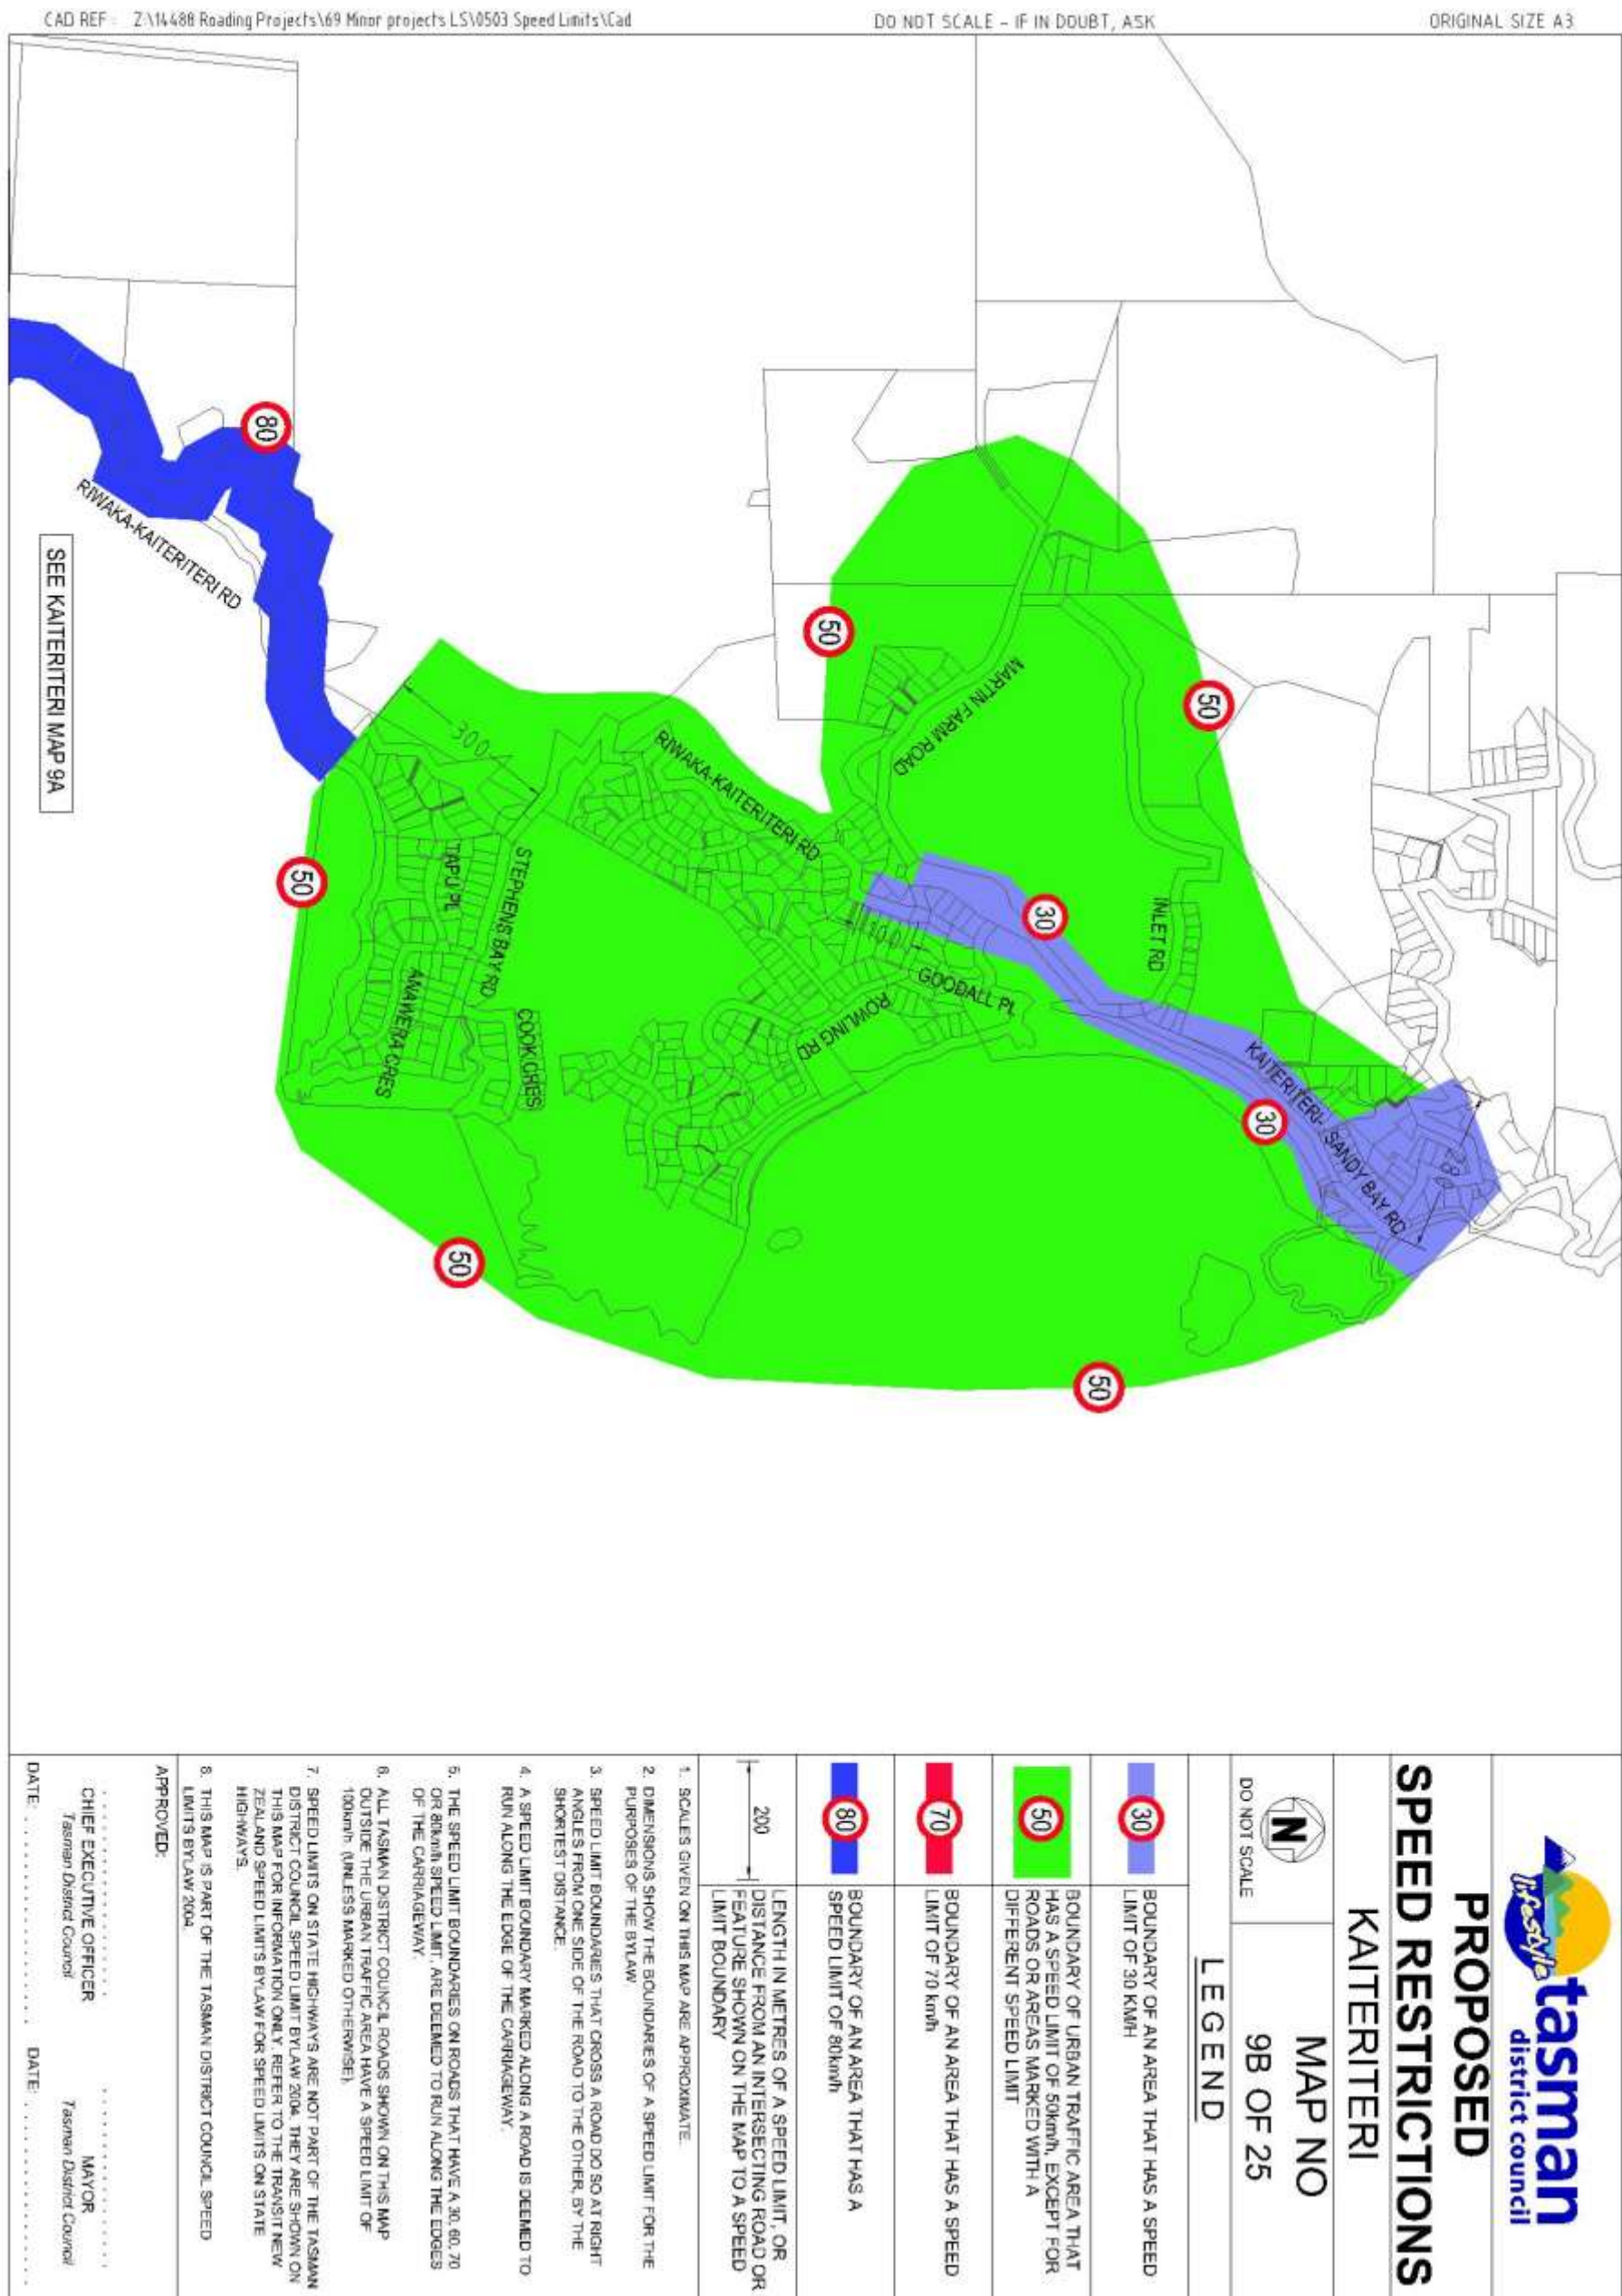 CAD REF : Z:\14488 Roading Projects\69 Minor projects LS\0503 Speed Limits\Cad
DO NOT SCALE - IF IN DOUBT, ASK
ORIGINAL SIZE A3
lifestyle
tasman
district council
PROPOSED
SPEED RESTRICTIONS
KAITERITERI
N
DO NOT SCALE
MAP NO
9B OF 25
LEGEND
30
BOUNDARY OF AN AREA THAT HAS A SPEED
LIMIT OF 30 KM/H
50
BOUNDARY OF URBAN TRAFFIC AREA THAT
HAS A SPEED LIMIT OF 50km/h, EXCEPT FOR
ROADS OR AREAS MARKED WITH A
DIFFERENT SPEED LIMIT
70
BOUNDARY OF AN AREA THAT HAS A SPEED
LIMIT OF 70 km/h
80
BOUNDARY OF AN AREA THAT HAS A
SPEED LIMIT OF 80km/h
200
LENGTH IN METRES OF A SPEED LIMIT, OR
DISTANCE FROM AN INTERSECTING ROAD OR
FEATURE SHOWN ON THE MAP TO A SPEED
LIMIT BOUNDARY
1. SCALES GIVEN ON THIS MAP ARE APPROXIMATE.
2. DIMENSIONS SHOW THE BOUNDARIES OF A SPEED LIMIT FOR THE
PURPOSES OF THE BYLAW.
3. SPEED LIMIT BOUNDARIES THAT CROSS A ROAD DO SO AT RIGHT
ANGLES FROM ONE SIDE OF THE ROAD TO THE OTHER, BY THE
SHORTEST DISTANCE.
4. A SPEED LIMIT BOUNDARY MARKED ALONG A ROAD IS DEEMED TO
RUN ALONG THE EDGE OF THE CARRIAGEWAY.
5. THE SPEED LIMIT BOUNDARIES ON ROADS THAT HAVE A 30, 60, 70
OR 80km/h SPEED LIMIT, ARE DEEMED TO RUN ALONG THE EDGES
OF THE CARRIAGEWAY.
6. ALL TASMAN DISTRICT COUNCIL ROADS SHOWN ON THIS MAP
OUTSIDE THE URBAN TRAFFIC AREA HAVE A SPEED LIMIT OF
100km/h (UNLESS MARKED OTHERWISE).
7. SPEED LIMITS ON STATE HIGHWAYS ARE NOT PART OF THE TASMAN
DISTRICT COUNCIL SPEED LIMIT BYLAW 2004. THEY ARE SHOWN ON
THIS MAP FOR INFORMATION ONLY. REFER TO THE TRANSIT NEW
ZEALAND SPEED LIMITS BYLAW FOR SPEED LIMITS ON STATE
HIGHWAYS.
8. THIS MAP IS PART OF THE TASMAN DISTRICT COUNCIL SPEED
LIMITS BYLAW 2004.
APPROVED:
CHIEF EXECUTIVE OFFICER
Tasman District Council
MAYOR
Tasman District Council
DATE:
DATE:
50
30
30
50
50
50
50
80
INLET RD
KAITERITERI- SANDY BAY RD
MARTIN FARM ROAD
GOODALL PL
100
ROWLING RD
RIWAKA-KAITERITERI RD
STEPHENS BAY RD
COOK CRES
300
TAPU PL
ANAWERA CRES
RIWAKA-KAITERITERI RD
SEE KAITERITERI MAP 9A